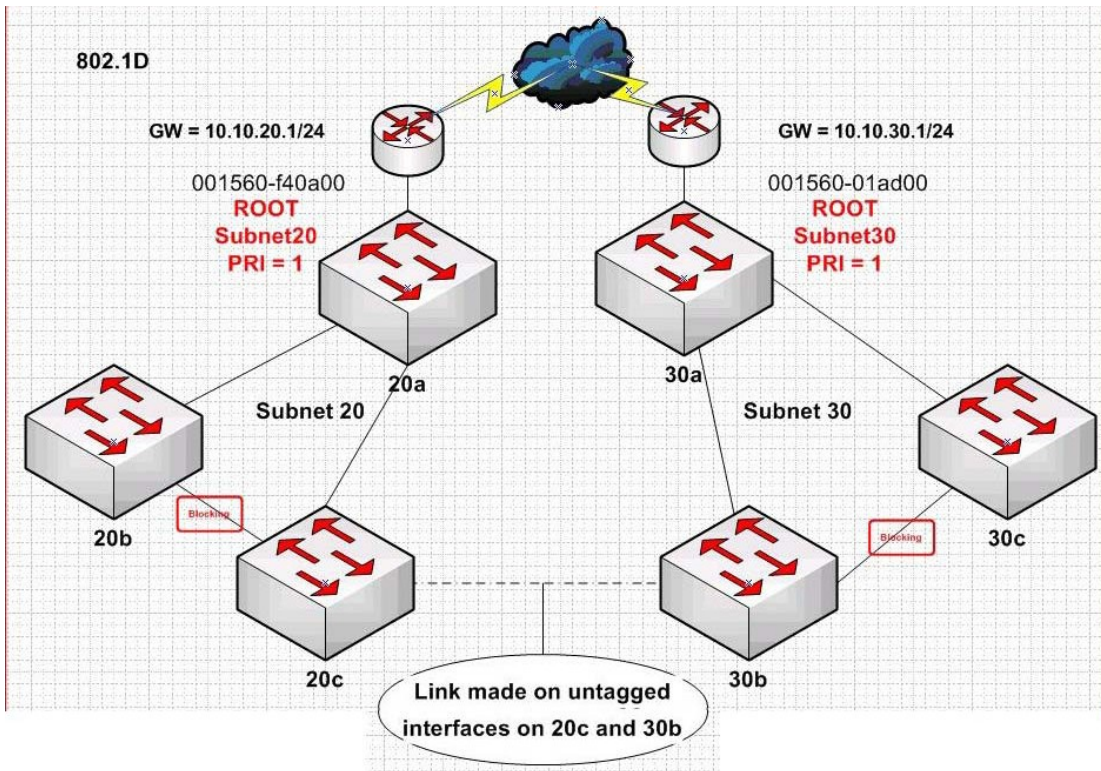 802.1D
GW = 10.10.20.1/24
GW = 10.10.30.1/24
001560-f40a00
ROOT
Subnet20
PRI = 1
001560-01ad00
ROOT
Subnet30
PRI = 1
20a
30a
Subnet 20
Subnet 30
Blocking
Blocking
20b
30c
20c
30b
Link made on untagged
interfaces on 20c and 30b